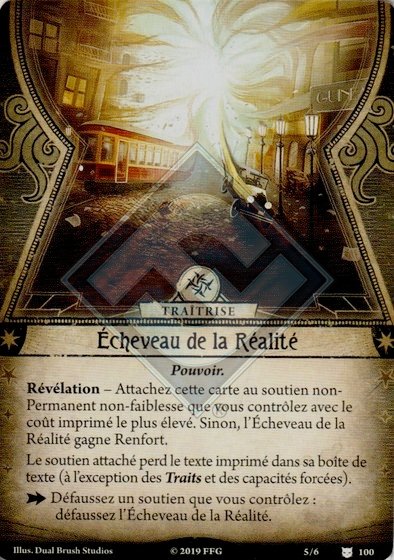 GUN
TRAÎTRISE
Écheveau de la Réalité
Pouvoir.
Révélation – Attachez cette carte au soutien non-
Permanent non-faiblesse que vous contrôlez avec le
coût imprimé le plus élevé. Sinon, l'Écheveau de la
Réalité gagne Renfort.
Le soutien attaché perd le texte imprimé dans sa boîte de
texte (à l'exception des Traits et des capacités forcées).
Défaussez un soutien que vous contrôlez :
défaussez l'Écheveau de la Réalité.
Illus. Dual Brush Studios © 2019 FFG 5/6 100